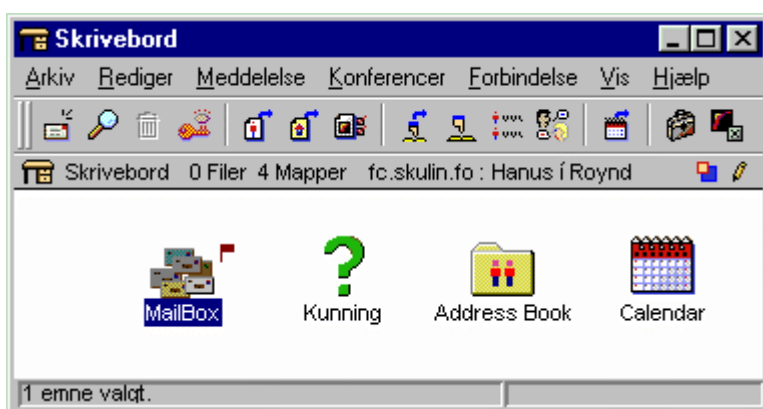 Skrivebord
Arkiv Rediger Meddelelse Konferencer Forbindelse Vis Hjælp
Skrivebord 0 Filer 4 Mapper fc.skulin.fo : Hanus í Roynd
MailBox Kunning Address Book Calendar
1 emne valgt.